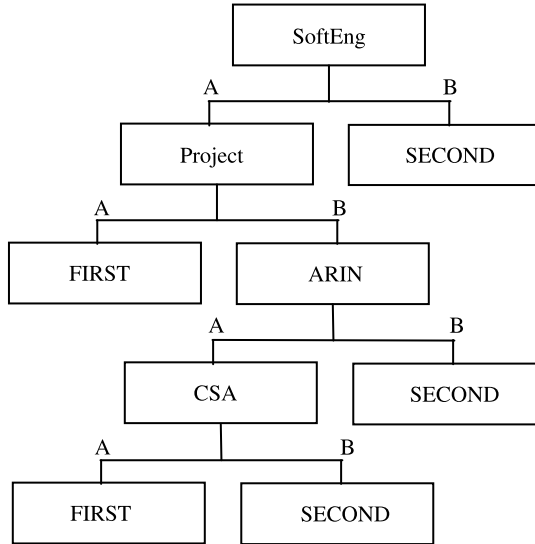 SoftEng
A B
Project SECOND
A B
FIRST ARIN
A B
CSA SECOND
A B
FIRST SECOND